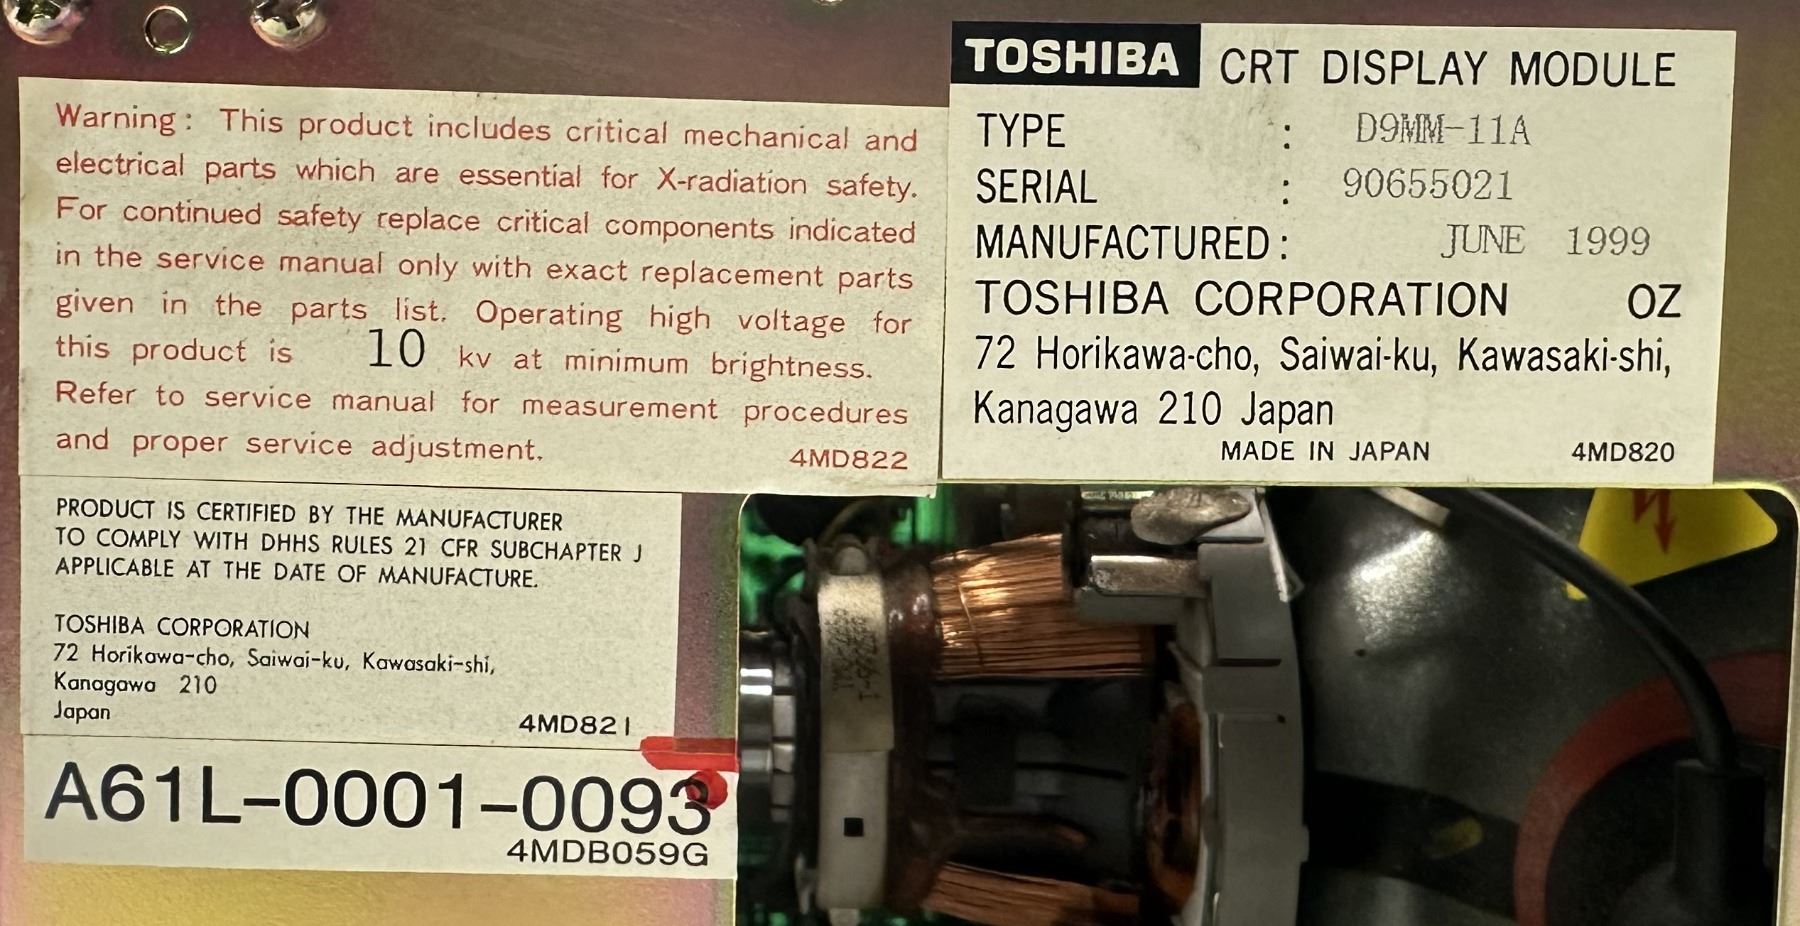 TOSHIBA CRT DISPLAY MODULE
TYPE : D9MM-11A
SERIAL : 90655021
MANUFACTURED: JUNE 1999
TOSHIBA CORPORATION OZ
72 Horikawa-cho, Saiwai-ku, Kawasaki-shi,
Kanagawa 210 Japan
MADE IN JAPAN 4MD820
Warning: This product includes critical mechanical and
electrical parts which are essential for X-radiation safety.
For continued safety replace critical components indicated
in the service manual only with exact replacement parts
given in the parts list. Operating high voltage for
this product is 10 kv at minimum brightness.
Refer to service manual for measurement procedures
and proper service adjustment. 4MD822
PRODUCT IS CERTIFIED BY THE MANUFACTURER
TO COMPLY WITH DHHS RULES 21 CFR SUBCHAPTER J
APPLICABLE AT THE DATE OF MANUFACTURE.
TOSHIBA CORPORATION
72 Horikawa-cho, Saiwai-ku, Kawasaki-shi,
Kanagawa 210
Japan 4MD821
A61L-0001-0093
4MDB059G